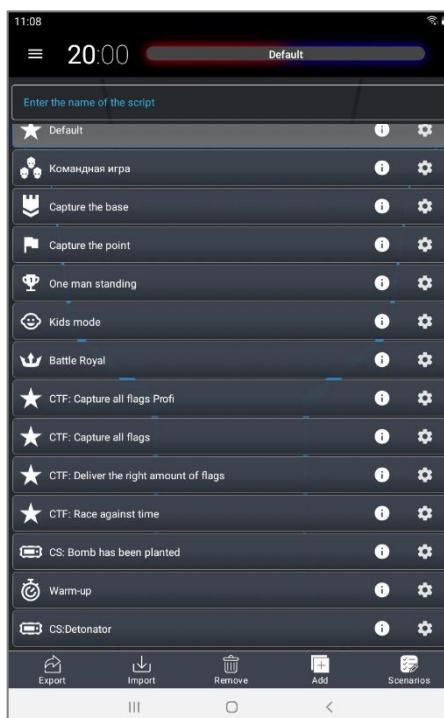 11:08
20:00
Default
Enter the name of the script
Default
Командная игра
Capture the base
Capture the point
One man standing
Kids mode
Battle Royal
CTF: Capture all flags Profi
CTF: Capture all flags
CTF: Deliver the right amount of flags
CTF: Race against time
CS: Bomb has been planted
Warm-up
CS:Detonator
Export Import Remove Add Scenarios